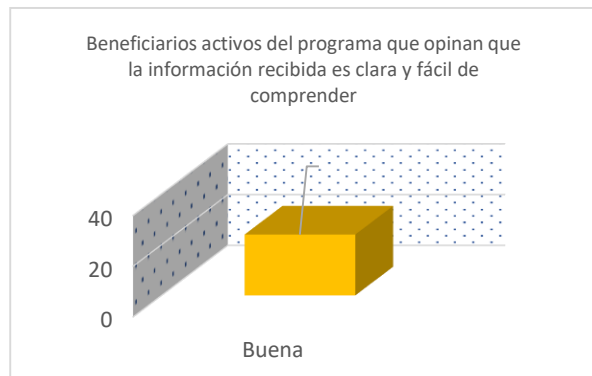 Beneficiarios activos del programa que opinan que
la información recibida es clara y fácil de
comprender
40
20
0
Buena